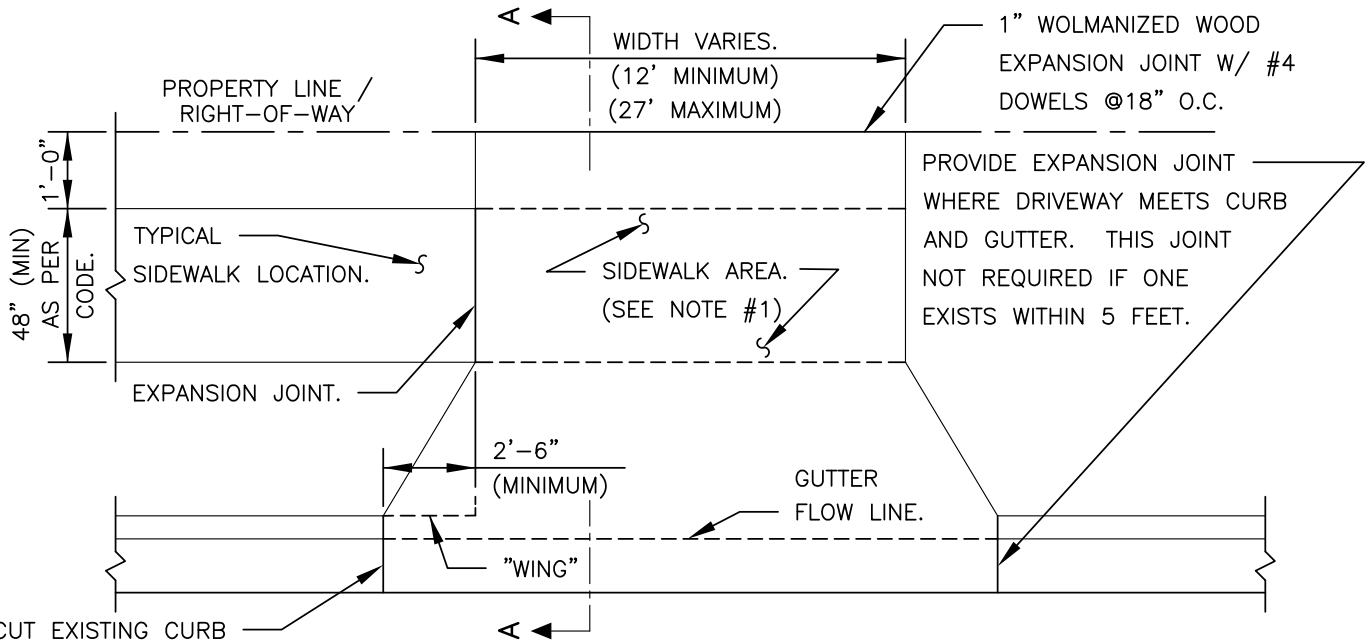 A
WIDTH VARIES.
(12' MINIMUM)
(27' MAXIMUM)
1" WOLMANIZED WOOD
EXPANSION JOINT W/ #4
DOWELS @18" O.C.
PROPERTY LINE /
RIGHT-OF-WAY
1'-0"
48" (MIN)
AS PER
CODE.
TYPICAL
SIDEWALK LOCATION.
SIDEWALK AREA.
(SEE NOTE #1)
PROVIDE EXPANSION JOINT
WHERE DRIVEWAY MEETS CURB
AND GUTTER. THIS JOINT
NOT REQUIRED IF ONE
EXISTS WITHIN 5 FEET.
EXPANSION JOINT.
2'-6"
(MINIMUM)
GUTTER
FLOW LINE.
"WING"
CUT EXISTING CURB
A